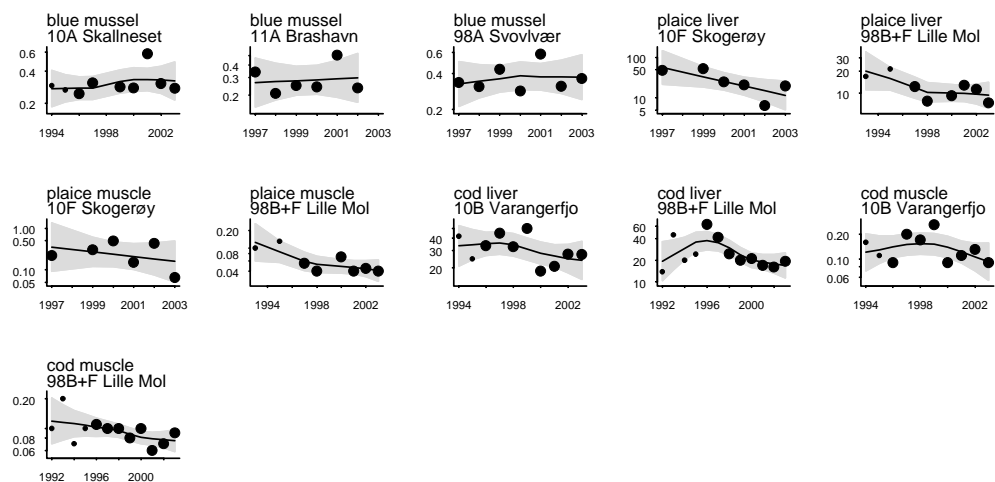 blue mussel
10A Skallneset
0.6
0.4
0.2
1994 1998 2002
blue mussel
11A Brashavn
0.4
0.3
0.2
1997 1999 2001 2003
blue mussel
98A Svovlvær
0.6
0.4
0.2
1997 1999 2001 2003
plaice liver
10F Skogerøy
100
50
10
5
1997 1999 2001 2003
plaice liver
98B+F Lille Mol
30
20
10
1994 1998 2002
plaice muscle
10F Skogerøy
1.00
0.50
0.10
0.05
1997 1999 2001 2003
plaice muscle
98B+F Lille Mol
0.20
0.08
0.04
1994 1998 2002
cod liver
10B Varangerfjo
40
30
20
1994 1998 2002
cod liver
98B+F Lille Mol
60
40
20
10
1992 1996 2000
cod muscle
10B Varangerfjo
0.20
0.10
0.06
1994 1998 2002
cod muscle
98B+F Lille Mol
0.20
0.08
0.06
1992 1996 2000